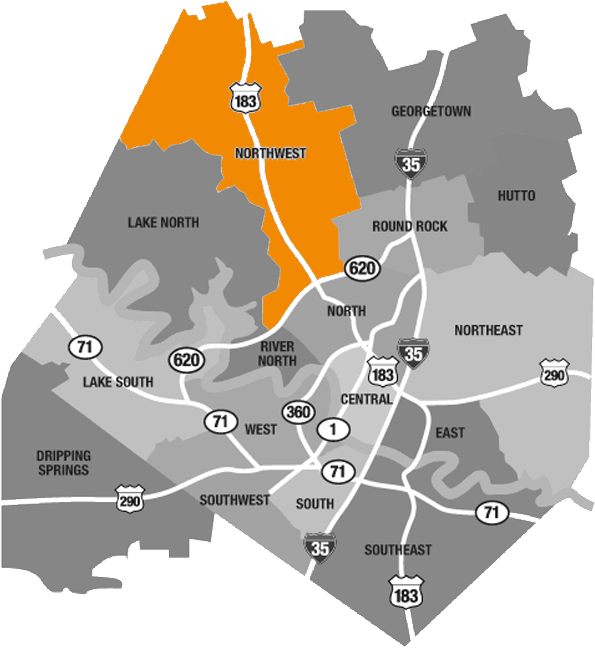 183
GEORGETOWN
NORTHWEST
35
HUTTO
LAKE NORTH
ROUND ROCK
620
NORTH
NORTHEAST
71
620
RIVER
NORTH
35
183
290
LAKE SOUTH
CENTRAL
360
71
WEST
1
EAST
DRIPPING
SPRINGS
71
290
SOUTHWEST
SOUTH
71
35
SOUTHEAST
183